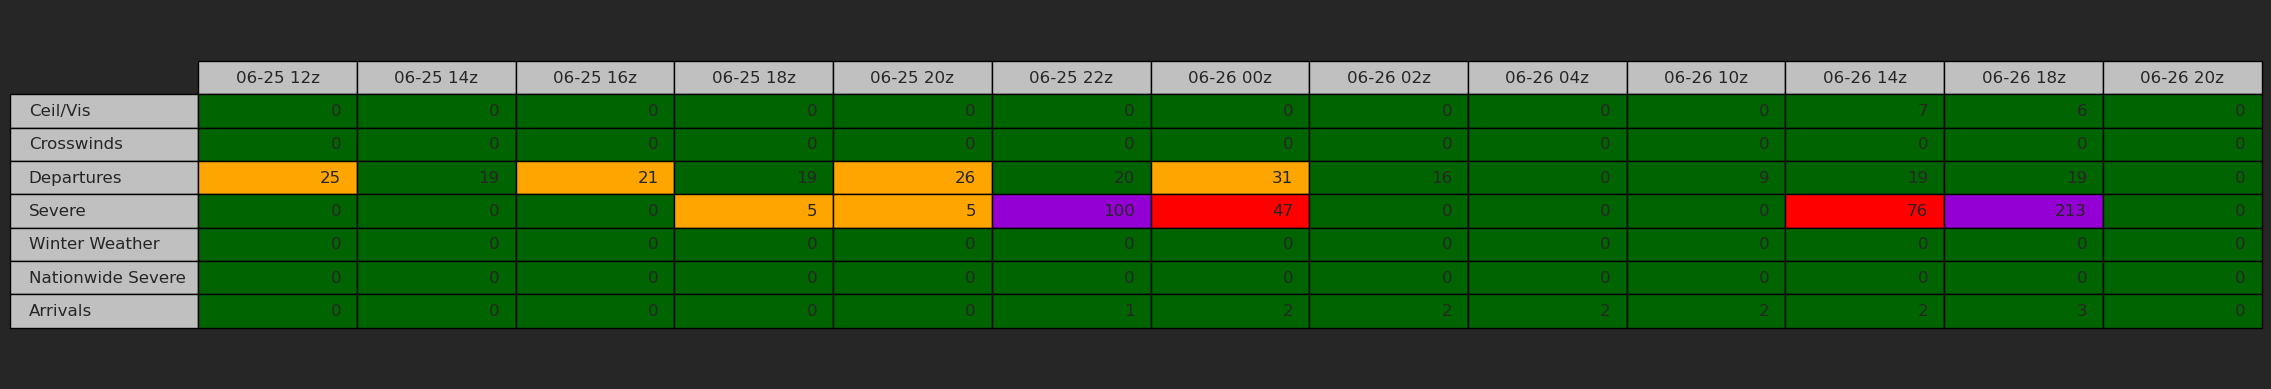 06-25 12z 06-25 14z 06-25 16z 06-25 18z 06-25 20z 06-25 22z 06-26 00z 06-26 02z 06-26 04z 06-26 10z 06-26 14z 06-26 18z 06-26 20z
Ceil/Vis 0 0 0 0 0 0 0 0 0 0 7 6 0
Crosswinds 0 0 0 0 0 0 0 0 0 0 0 0 0
Departures 25 19 21 19 26 20 31 16 0 9 19 19 0
Severe 0 0 0 5 5 100 47 0 0 0 76 213 0
Winter Weather 0 0 0 0 0 0 0 0 0 0 0 0 0
Nationwide Severe 0 0 0 0 0 0 0 0 0 0 0 0 0
Arrivals 0 0 0 0 0 1 2 2 2 2 2 3 0